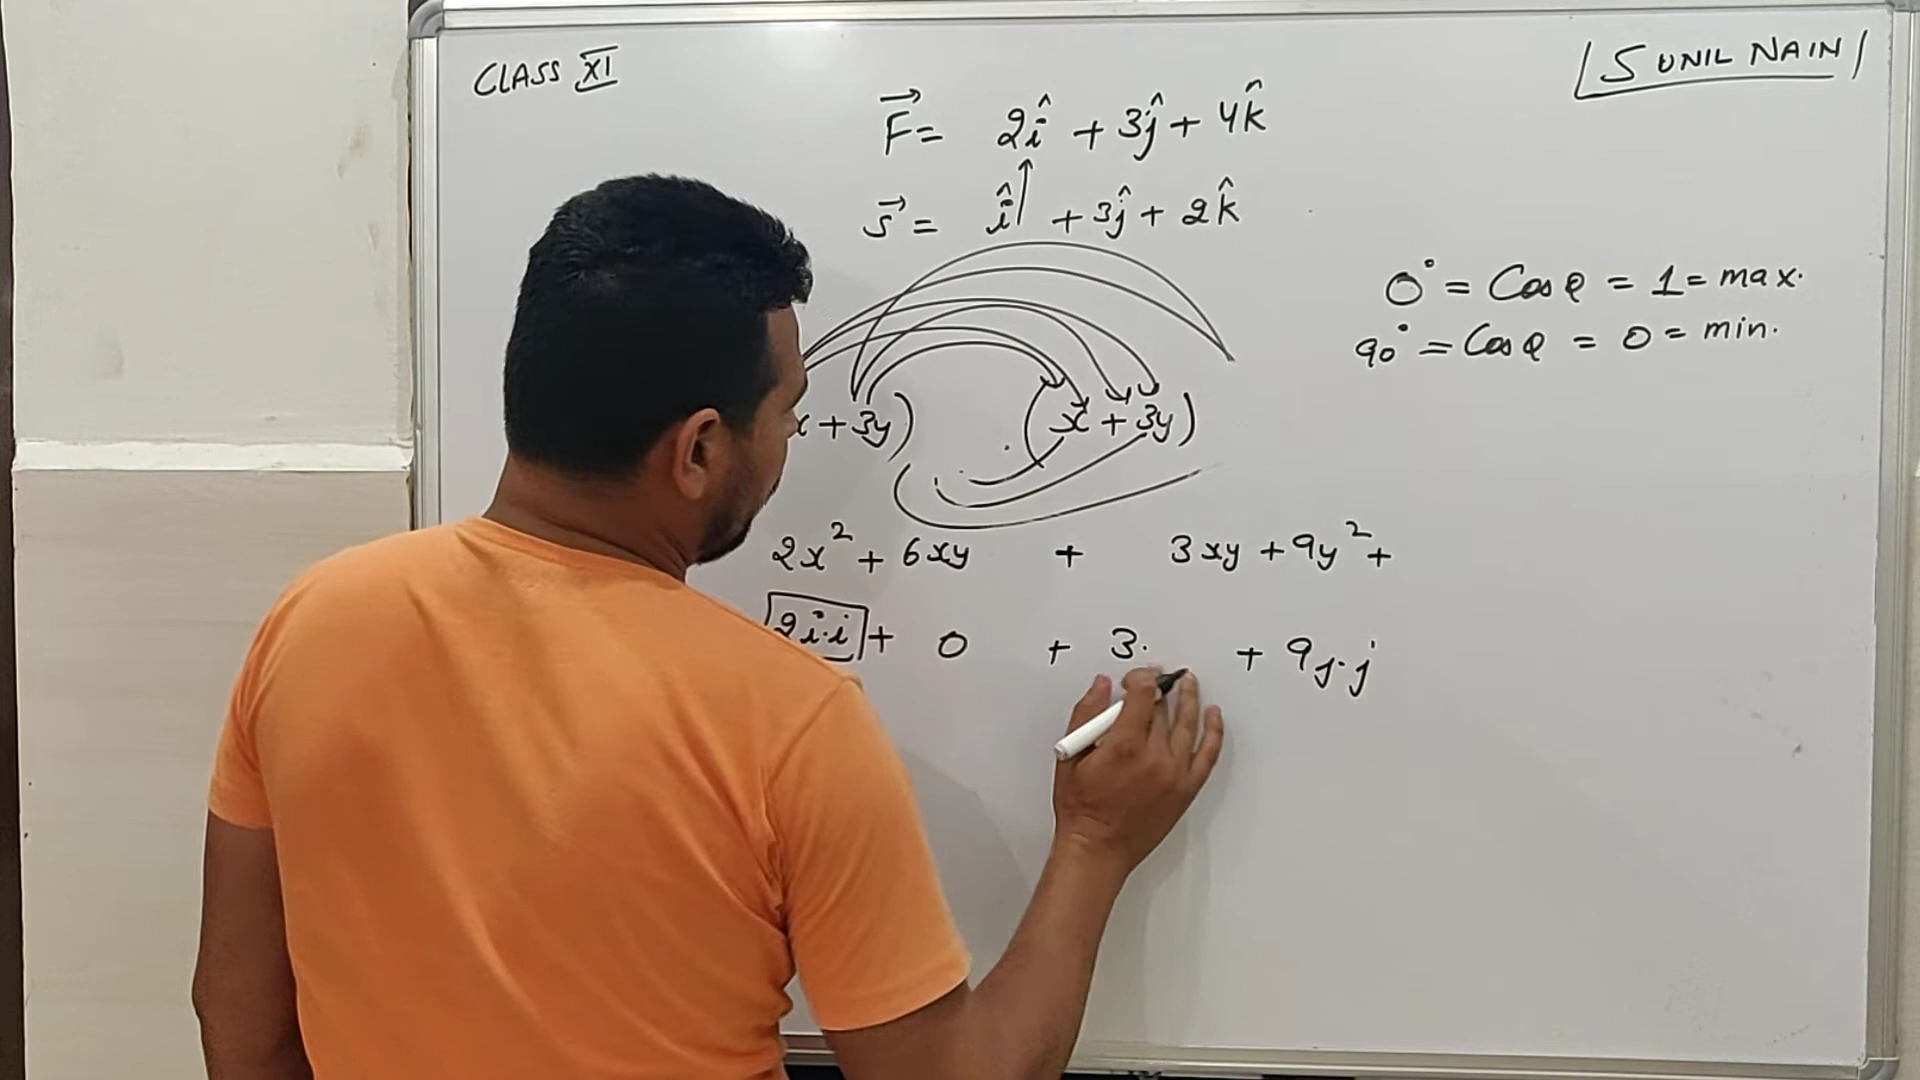 CLASS XI
SUNIL NAIN
F⃗ = 2î + 3ĵ + 4k̂
s⃗ = î + 3ĵ + 2k̂
0° = Cos θ = 1 = max.
90° = Cos θ = 0 = min.
x + 3y) (x + 3y)
2x² + 6xy + 3xy + 9y² +
2i·i + 0 + 3· + 9j·j